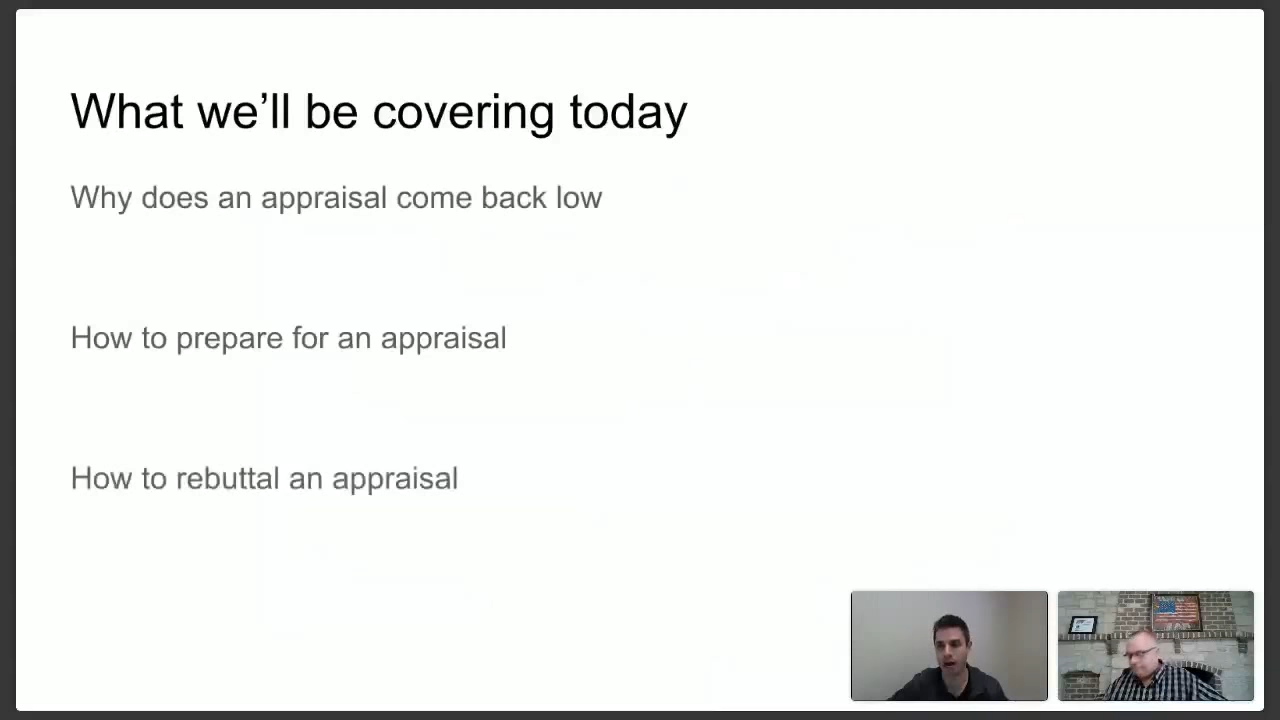 What we’ll be covering today
Why does an appraisal come back low
How to prepare for an appraisal
How to rebuttal an appraisal